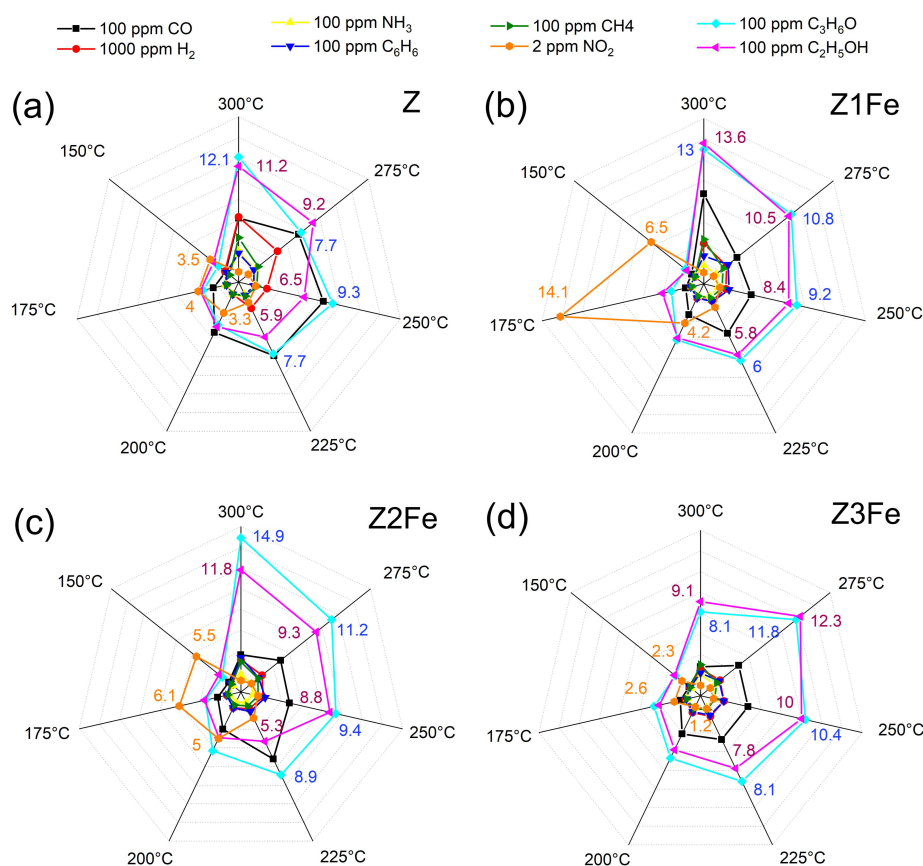 100 ppm CO
1000 ppm H₂
100 ppm NH₃
100 ppm C₆H₆
100 ppm CH4
2 ppm NO₂
100 ppm C₃H₆O
100 ppm C₂H₅OH
(a)
Z
300°C
275°C
250°C
225°C
200°C
175°C
150°C
12.1
11.2
9.2
7.7
6.5
9.3
5.9
7.7
3.3
4
3.5
(b)
Z1Fe
300°C
275°C
250°C
225°C
200°C
175°C
150°C
13
13.6
10.5
10.8
8.4
9.2
5.8
6
4.2
14.1
6.5
(c)
Z2Fe
300°C
275°C
250°C
225°C
200°C
175°C
150°C
14.9
11.8
9.3
11.2
8.8
9.4
5.3
8.9
5
6.1
5.5
(d)
Z3Fe
300°C
275°C
250°C
225°C
200°C
175°C
150°C
9.1
8.1
11.8
12.3
10
10.4
7.8
8.1
1.2
2.6
2.3